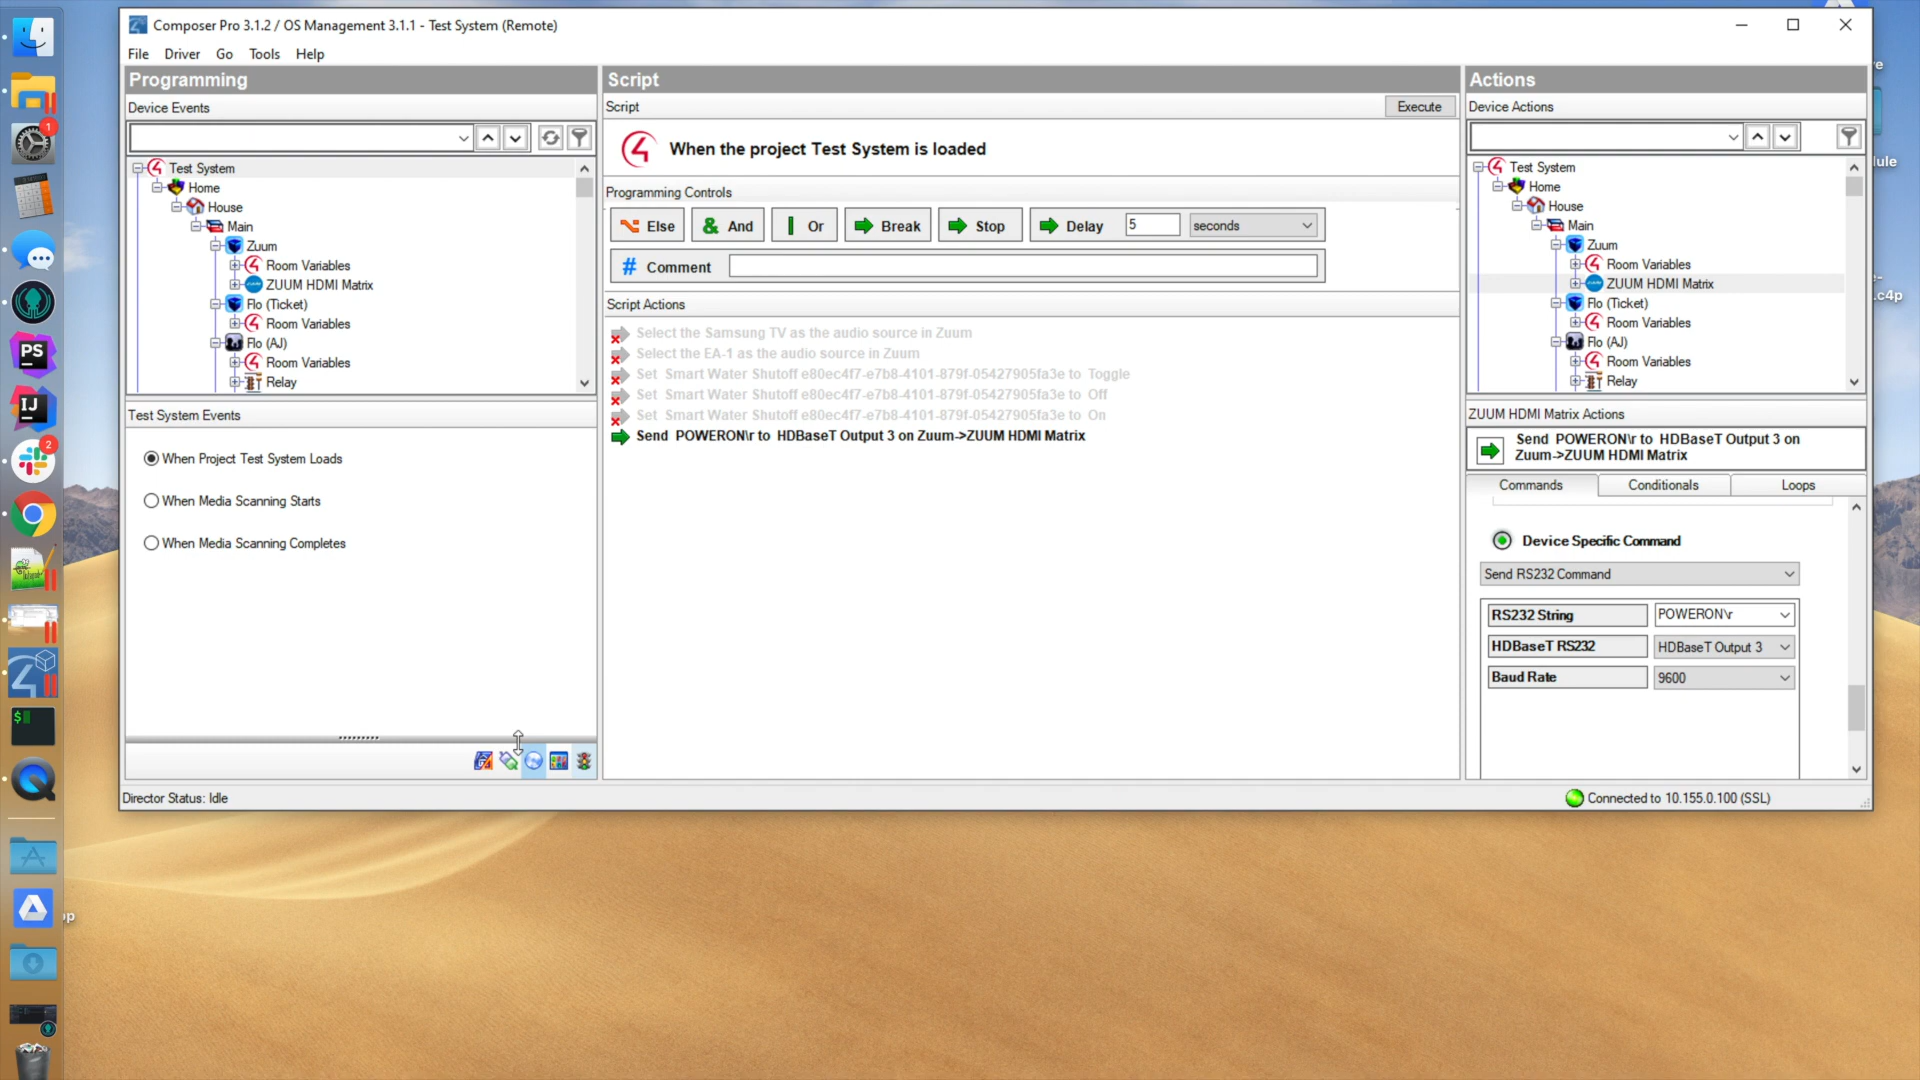 Composer Pro 3.1.2 / OS Management 3.1.1 - Test System (Remote)
File Driver Go Tools Help
Programming
Device Events
Test System
Home
House
Main
Zuum
Room Variables
ZUUM HDMI Matrix
Flo (Ticket)
Room Variables
Flo (AJ)
Room Variables
Relay
Test System Events
When Project Test System Loads
When Media Scanning Starts
When Media Scanning Completes
Director Status: Idle
Script
Script
Execute
When the project Test System is loaded
Programming Controls
Else And Or Break Stop Delay 5 seconds
# Comment
Script Actions
Select the Samsung TV as the audio source in Zuum
Select the EA-1 as the audio source in Zuum
Set Smart Water Shutoff e80ec4f7-e7b8-4101-879f-05427905fa3e to Toggle
Set Smart Water Shutoff e80ec4f7-e7b8-4101-879f-05427905fa3e to Off
Set Smart Water Shutoff e80ec4f7-e7b8-4101-879f-05427905fa3e to On
Send POWERON\r to HDBaseT Output 3 on Zuum->ZUUM HDMI Matrix
Actions
Device Actions
Test System
Home
House
Main
Zuum
Room Variables
ZUUM HDMI Matrix
Flo (Ticket)
Room Variables
Flo (AJ)
Room Variables
Relay
ZUUM HDMI Matrix Actions
Send POWERON\r to HDBaseT Output 3 on
Zuum->ZUUM HDMI Matrix
Commands Conditionals Loops
Device Specific Command
Send RS232 Command
RS232 String POWERON\r
HDBaseT RS232 HDBaseT Output 3
Baud Rate 9600
Connected to 10.155.0.100 (SSL)
1
PS
IJ
2
$
.c4p